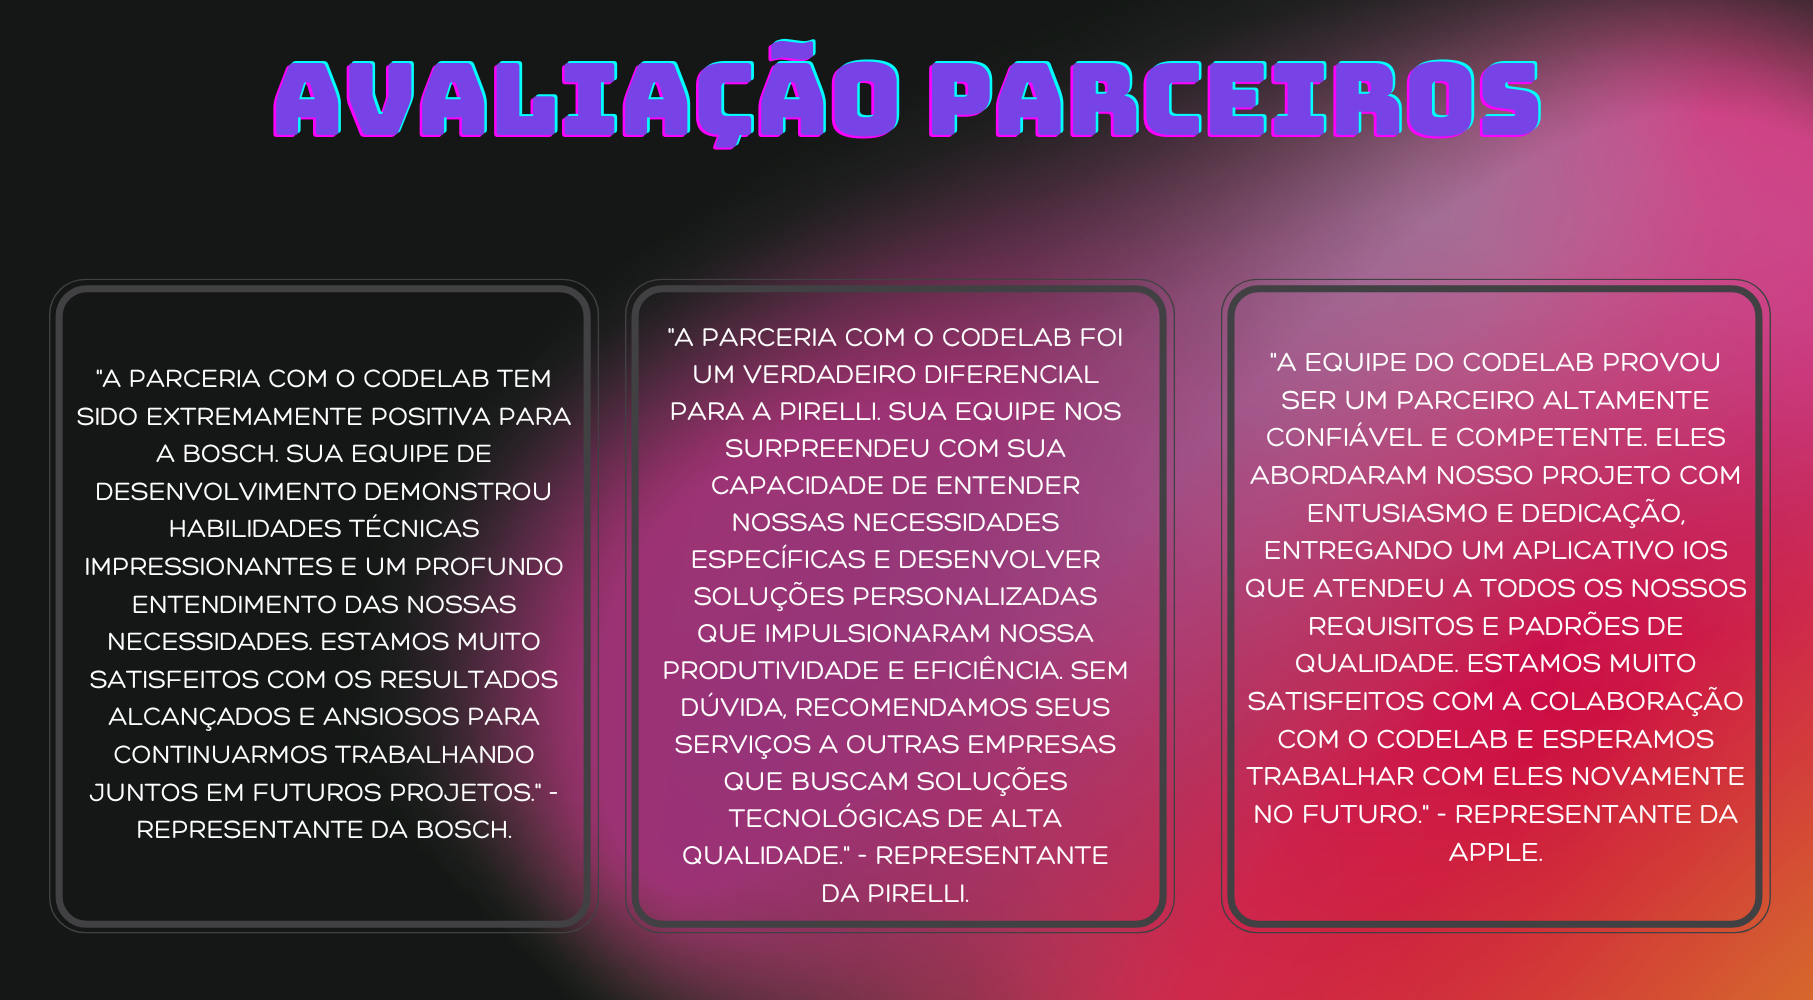 AVALIAÇÃO PARCEIROS
"A PARCERIA COM O CODELAB TEM
SIDO EXTREMAMENTE POSITIVA PARA
A BOSCH. SUA EQUIPE DE
DESENVOLVIMENTO DEMONSTROU
HABILIDADES TÉCNICAS
IMPRESSIONANTES E UM PROFUNDO
ENTENDIMENTO DAS NOSSAS
NECESSIDADES. ESTAMOS MUITO
SATISFEITOS COM OS RESULTADOS
ALCANÇADOS E ANSIOSOS PARA
CONTINUARMOS TRABALHANDO
JUNTOS EM FUTUROS PROJETOS." -
REPRESENTANTE DA BOSCH.
"A PARCERIA COM O CODELAB FOI
UM VERDADEIRO DIFERENCIAL
PARA A PIRELLI. SUA EQUIPE NOS
SURPREENDEU COM SUA
CAPACIDADE DE ENTENDER
NOSSAS NECESSIDADES
ESPECÍFICAS E DESENVOLVER
SOLUÇÕES PERSONALIZADAS
QUE IMPULSIONARAM NOSSA
PRODUTIVIDADE E EFICIÊNCIA. SEM
DÚVIDA, RECOMENDAMOS SEUS
SERVIÇOS A OUTRAS EMPRESAS
QUE BUSCAM SOLUÇÕES
TECNOLÓGICAS DE ALTA
QUALIDADE." - REPRESENTANTE
DA PIRELLI.
"A EQUIPE DO CODELAB PROVOU
SER UM PARCEIRO ALTAMENTE
CONFIÁVEL E COMPETENTE. ELES
ABORDARAM NOSSO PROJETO COM
ENTUSIASMO E DEDICAÇÃO,
ENTREGANDO UM APLICATIVO IOS
QUE ATENDEU A TODOS OS NOSSOS
REQUISITOS E PADRÕES DE
QUALIDADE. ESTAMOS MUITO
SATISFEITOS COM A COLABORAÇÃO
COM O CODELAB E ESPERAMOS
TRABALHAR COM ELES NOVAMENTE
NO FUTURO." - REPRESENTANTE DA
APPLE.